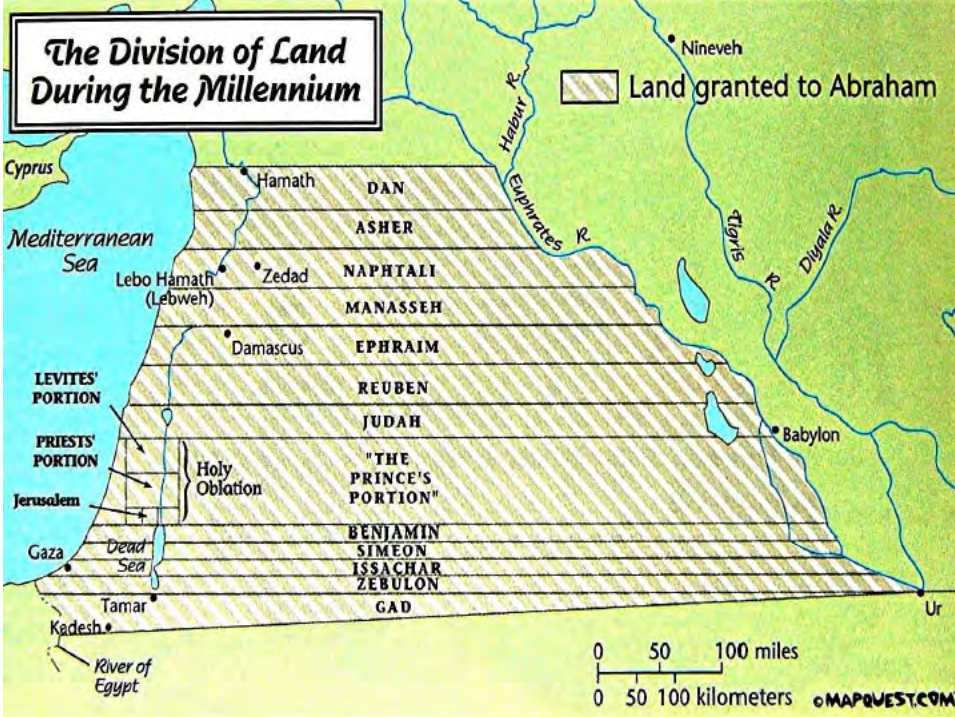 The Division of Land
During the Millennium
Nineveh
Land granted to Abraham
Habur R.
Cyprus
Hamath
DAN
Euphrates R
Tigris R
Diyala R
ASHER
Mediterranean
Sea
Lebo Hamath
(Lebweh)
Zedad
NAPHTALI
MANASSEH
Damascus
EPHRAIM
LEVITES'
PORTION
REUBEN
JUDAH
PRIESTS'
PORTION
Babylon
Holy
Oblation
"THE
PRINCE'S
PORTION"
Jerusalem
BENJAMIN
Gaza
Dead
Sea
SIMEON
ISSACHAR
ZEBULON
Tamar
GAD
Ur
Kadesh
River of
Egypt
0 50 100 miles
0 50 100 kilometers
©MAPQUEST.COM